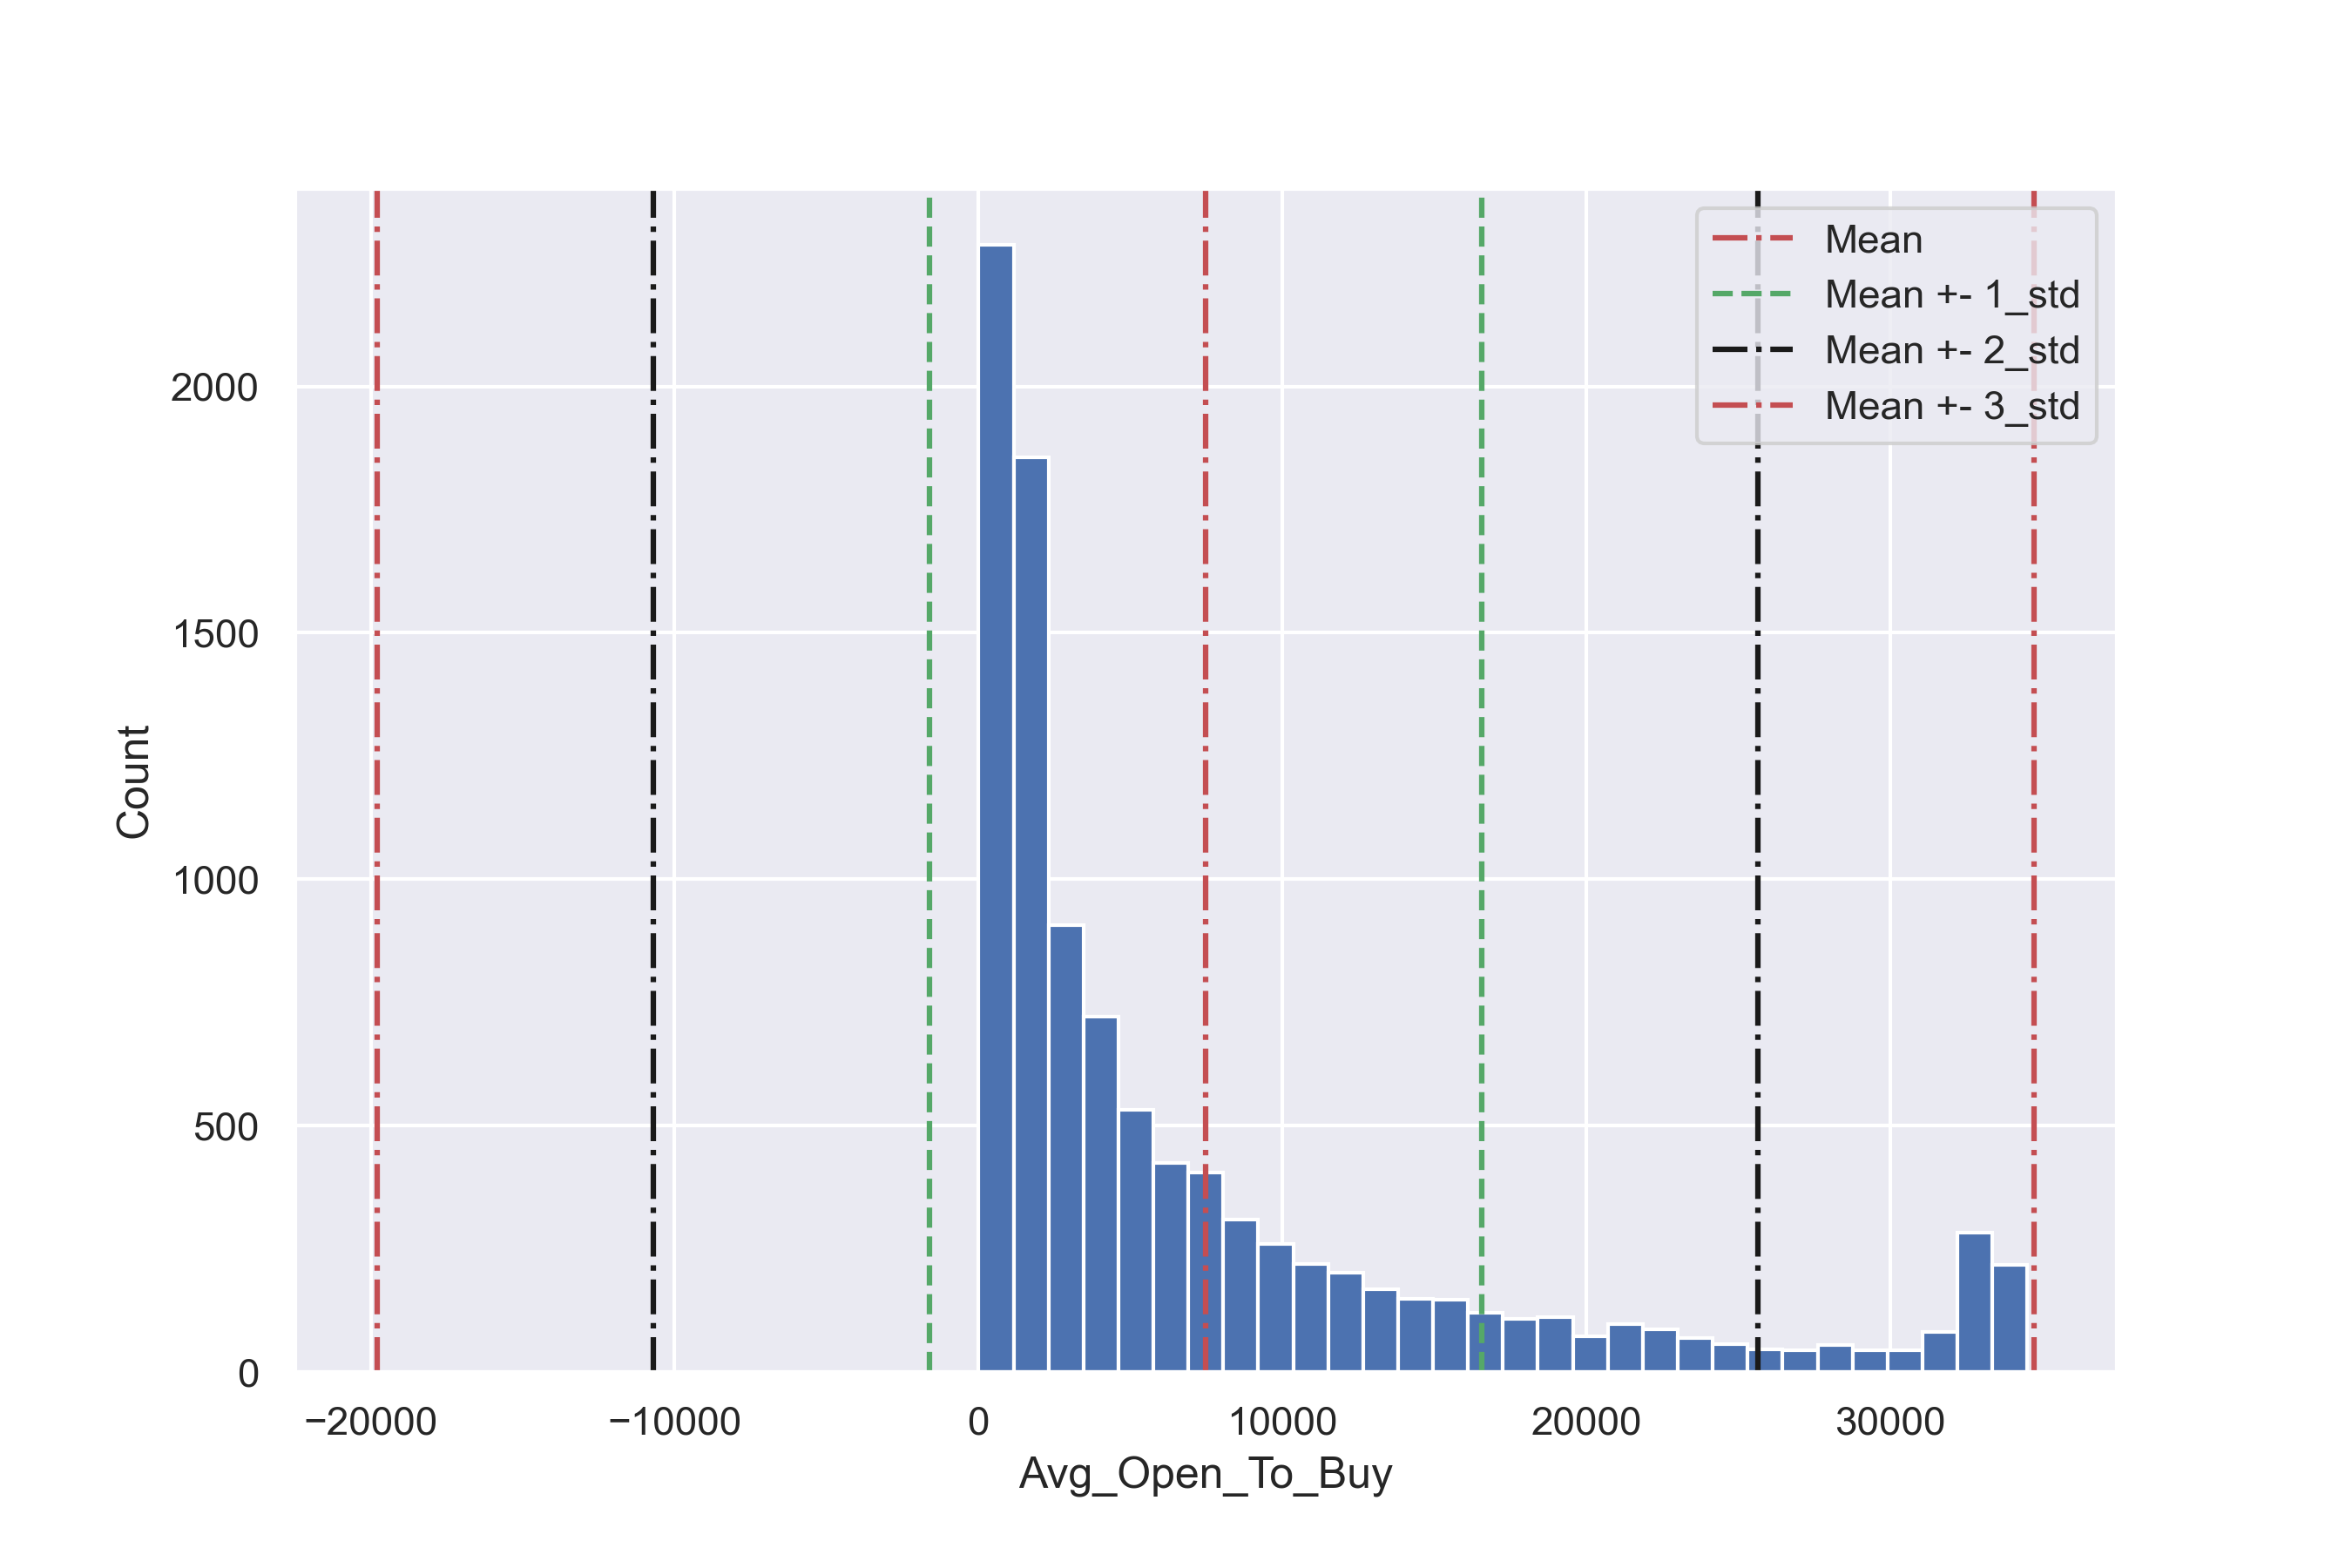 Mean
Mean +- 1_std
Mean +- 2_std
Mean +- 3_std
2000
1500
1000
500
0
Count
−20000 −10000 0 10000 20000 30000
Avg_Open_To_Buy